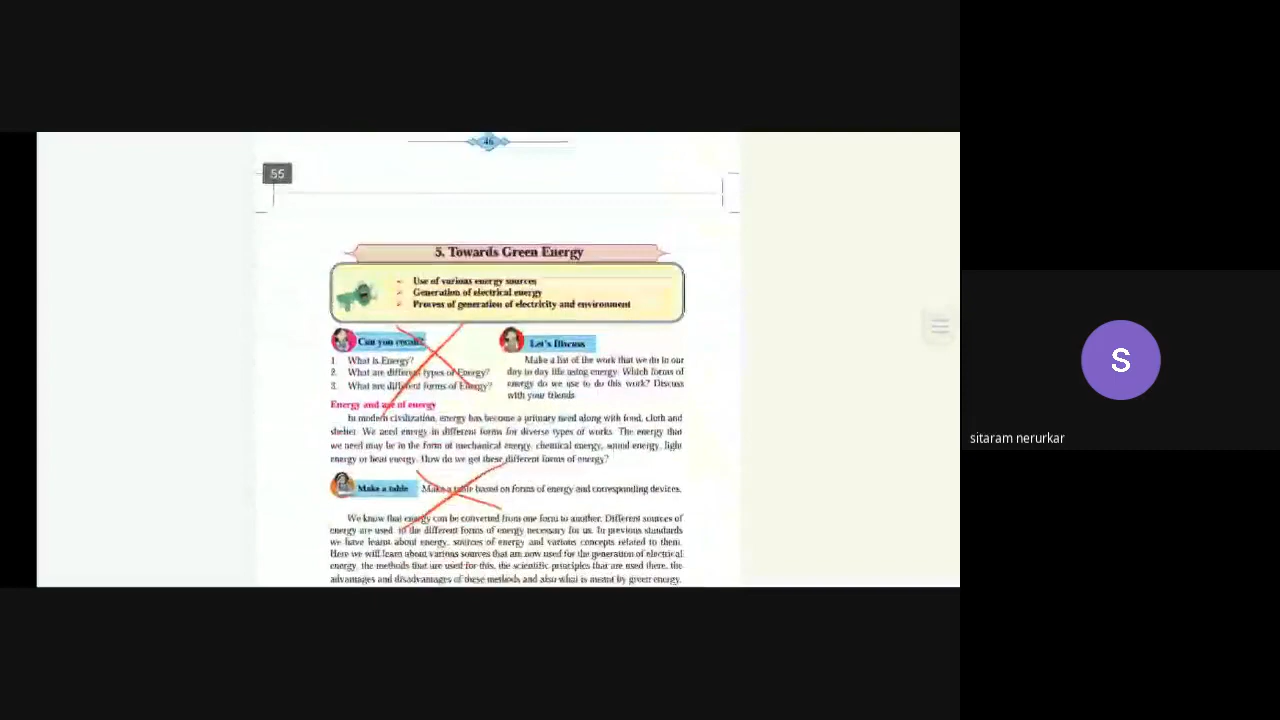 46
55
5. Towards Green Energy
Use of various energy sources
Generation of electrical energy
Process of generation of electricity and environment
Can you recall?
1. What is Energy?
2. What are different types of Energy?
3. What are different forms of Energy?
Let's Discuss
Make a list of the work that we do in our
day to day life using energy. Which forms of
energy do we use to do this work? Discuss
with your friends
Energy and use of energy
In modern civilization, energy has become a primary need along with food, cloth and
shelter. We need energy in different forms for diverse types of works. The energy that
we need may be in the form of mechanical energy, chemical energy, sound energy, light
energy or heat energy. How do we get these different forms of energy?
Make a table
Make a table based on forms of energy and corresponding devices.
We know that energy can be converted from one form to another. Different sources of
energy are used in the different forms of energy necessary for us. In previous standards
we have learnt about energy, sources of energy and various concepts related to them.
Here we will learn about various sources that are now used for the generation of electrical
energy, the methods that are used for this, the scientific principles that are used there, the
advantages and disadvantages of these methods and also what is meant by green energy.
S
sitaram nerurkar